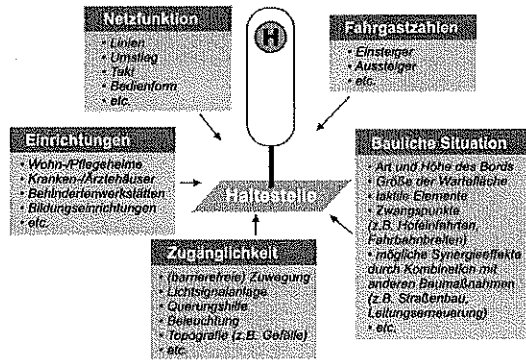 Netzfunktion
• Linien
• Umstieg
• Takt
• Bedienform
• etc.
H
Fahrgastzahlen
• Einsteiger
• Aussteiger
• etc.
Einrichtungen
• Wohn-/Pflegeheime
• Kranken-/Ärztehäuser
• Behindertenwerkstätten
• Bildungseinrichtungen
• etc.
Haltestelle
Bauliche Situation
• Art und Höhe des Bords
• Größe der Wartefläche
• taktile Elemente
• Zwangspunkte
(z.B. Hofeinfahrten,
Fahrbahnbreiten)
• mögliche Synergieeffekte
durch Kombination mit
anderen Baumaßnahmen
(z.B. Straßenbau,
Leitungserneuerung)
• etc.
Zugänglichkeit
• (barrierefreie) Zuwegung
• Lichtsignalanlage
• Querungshilfe
• Beleuchtung
• Topografie (z.B. Gefälle)
• etc.